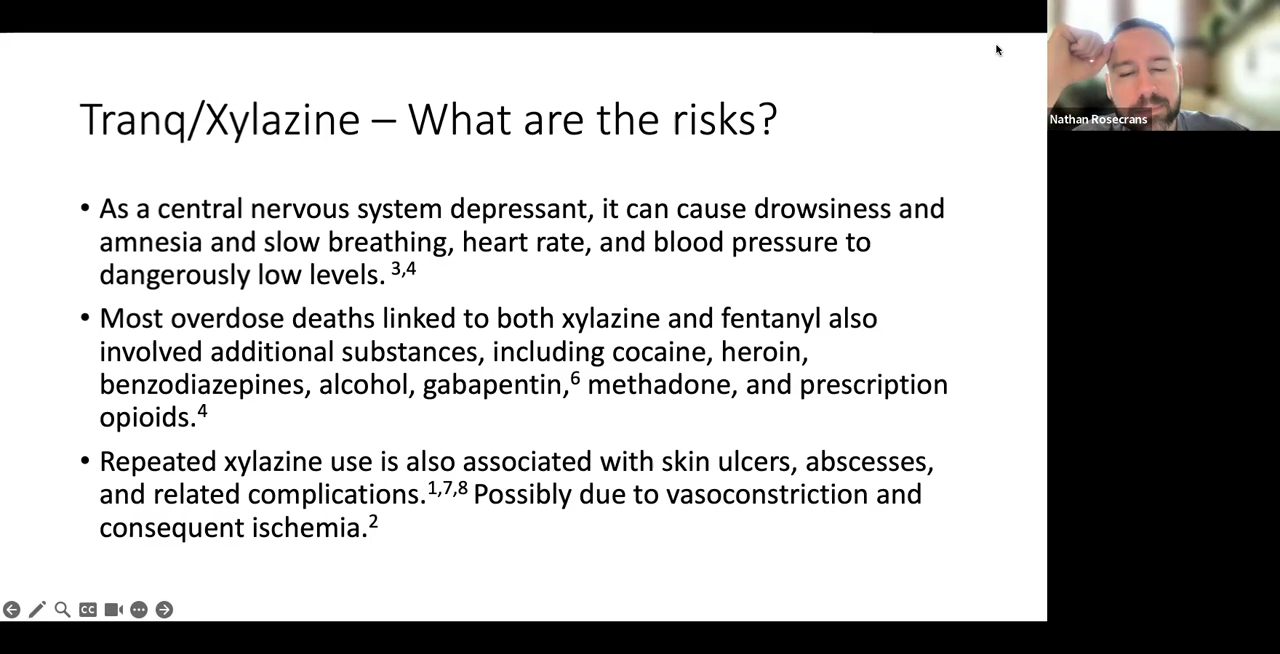 Tranq/Xylazine – What are the risks?
• As a central nervous system depressant, it can cause drowsiness and
amnesia and slow breathing, heart rate, and blood pressure to
dangerously low levels. 3,4
• Most overdose deaths linked to both xylazine and fentanyl also
involved additional substances, including cocaine, heroin,
benzodiazepines, alcohol, gabapentin,6 methadone, and prescription
opioids.4
• Repeated xylazine use is also associated with skin ulcers, abscesses,
and related complications.1,7,8 Possibly due to vasoconstriction and
consequent ischemia.2
CC
Nathan Rosecrans